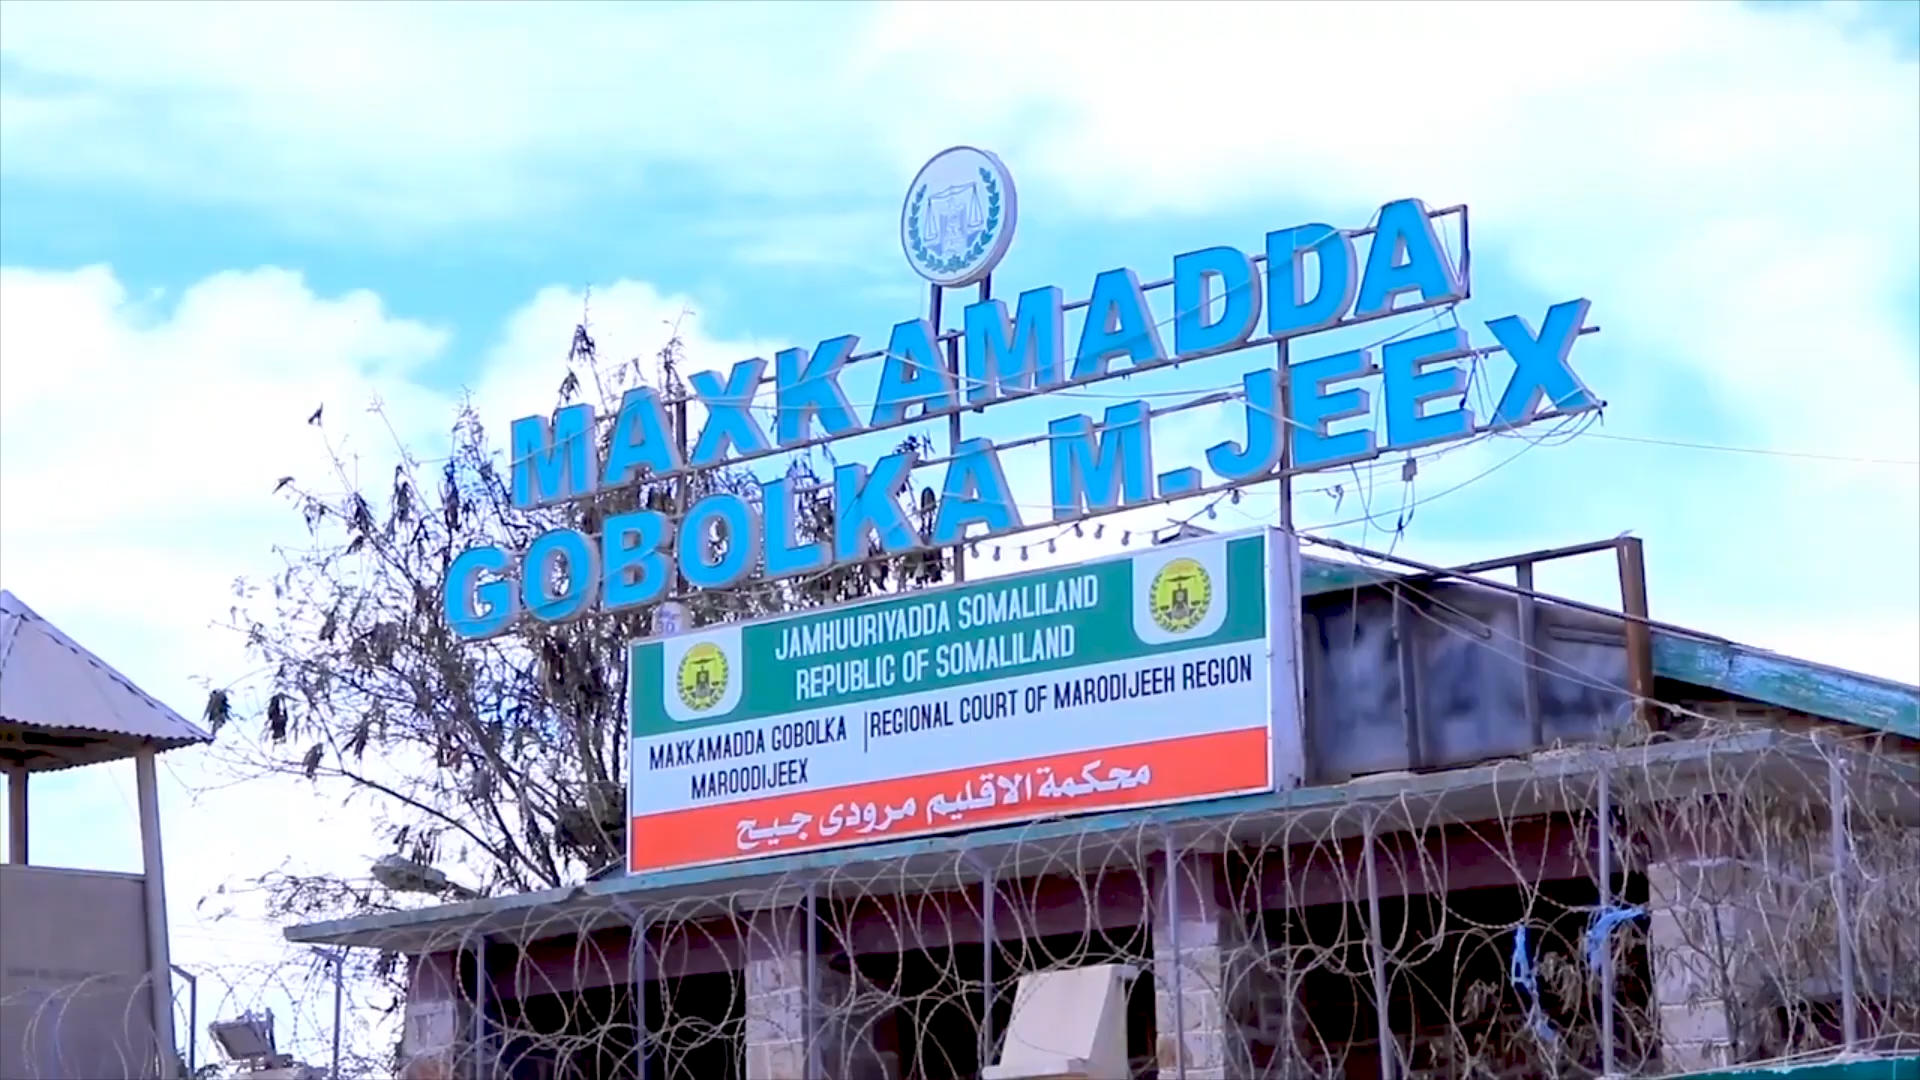 MAXKAMADDA
GOBOLKA M.JEEX
JAMHUURIYADDA SOMALILAND
REPUBLIC OF SOMALILAND
MAXKAMADDA GOBOLKA
MAROODIJEEX
REGIONAL COURT OF MARODIJEEH REGION
محكمة الاقليم مرودى جيح